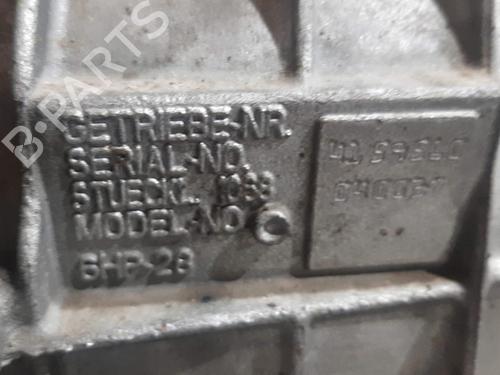 GETRIEBE-NR.
SERIAL-NO.
STUECKL. 1068
MODEL-NO
6HP-28
B-PARTS